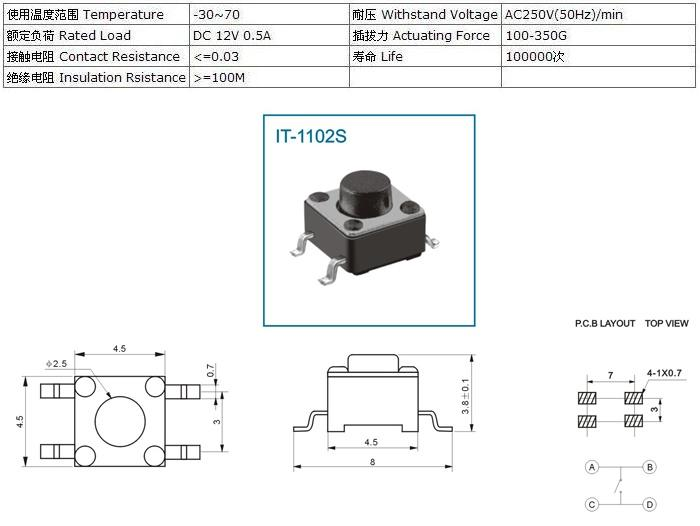 使用温度范围 Temperature -30~70 耐压 Withstand Voltage AC250V(50Hz)/min
额定负荷 Rated Load DC 12V 0.5A 插拔力 Actuating Force 100-350G
接触电阻 Contact Resistance <=0.03 寿命 Life 100000次
绝缘电阻 Insulation Rsistance >=100M
IT-1102S
P.C.B LAYOUT TOP VIEW
4.5
ϕ2.5
0.7
4.5
3
3.8±0.1
4.5
8
7
4-1X0.7
3
A B
C D